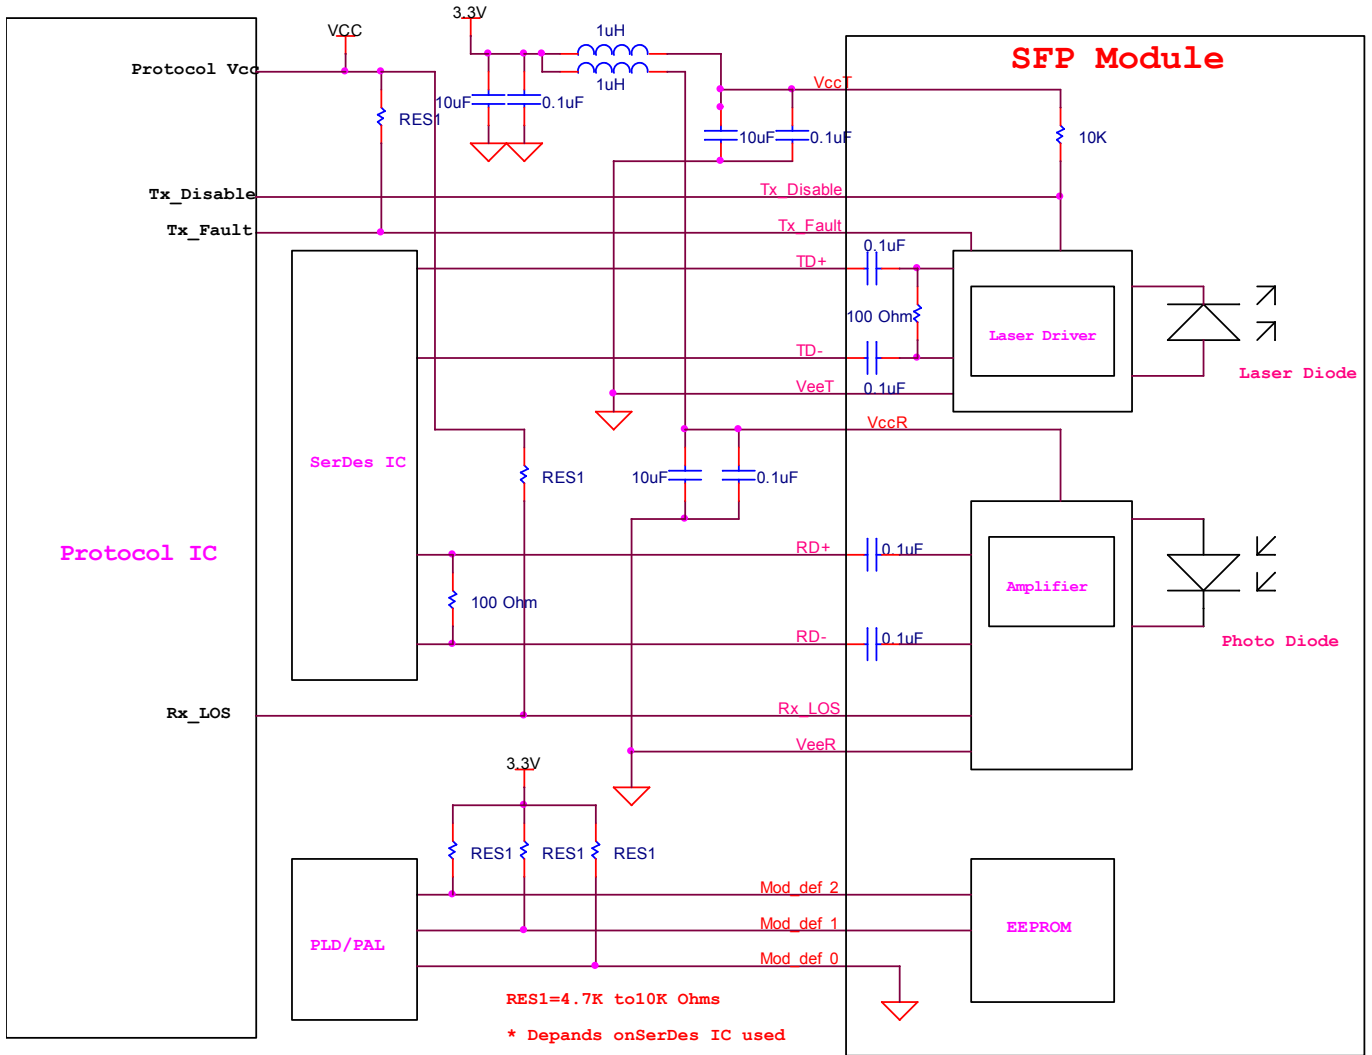 3.3V
VCC
1uH
SFP Module
Protocol Vcc
1uH
VccT
10uF
0.1uF
RES1
10uF
0.1uF
10K
Tx_Disable
Tx_Disable
Tx_Fault
Tx_Fault
0.1uF
TD+
100 Ohm
Laser Driver
TD-
Laser Diode
VeeT
0.1uF
VccR
SerDes IC
RES1
10uF
0.1uF
Protocol IC
RD+
0.1uF
Amplifier
100 Ohm
RD-
0.1uF
Photo Diode
Rx_LOS
Rx_LOS
VeeR
3.3V
RES1
RES1
RES1
Mod_def 2
Mod_def 1
EEPROM
PLD/PAL
Mod_def 0
RES1=4.7K to10K Ohms
* Depands onSerDes IC used